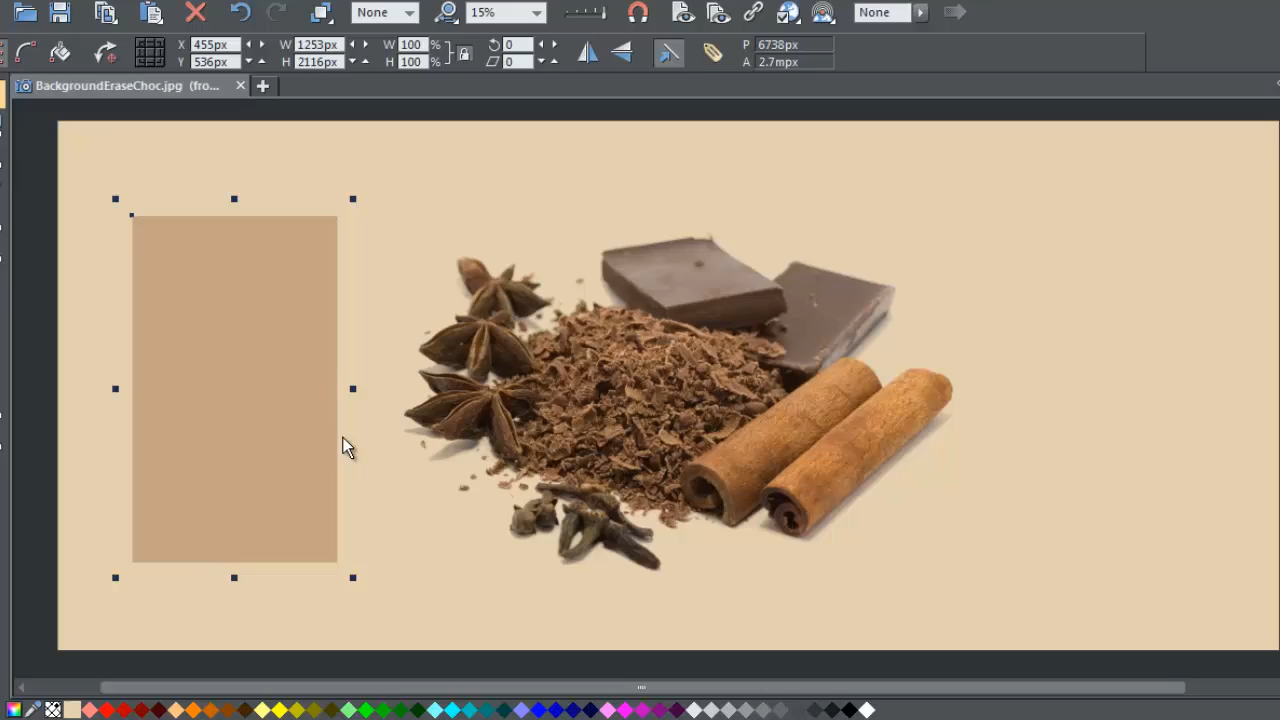 None 15% None
X 455px W 1253px W 100 % 0 P 6738px
Y 536px H 2116px H 100 % 0 A 2.7mpx
BackgroundEraseChoc.jpg (fro...